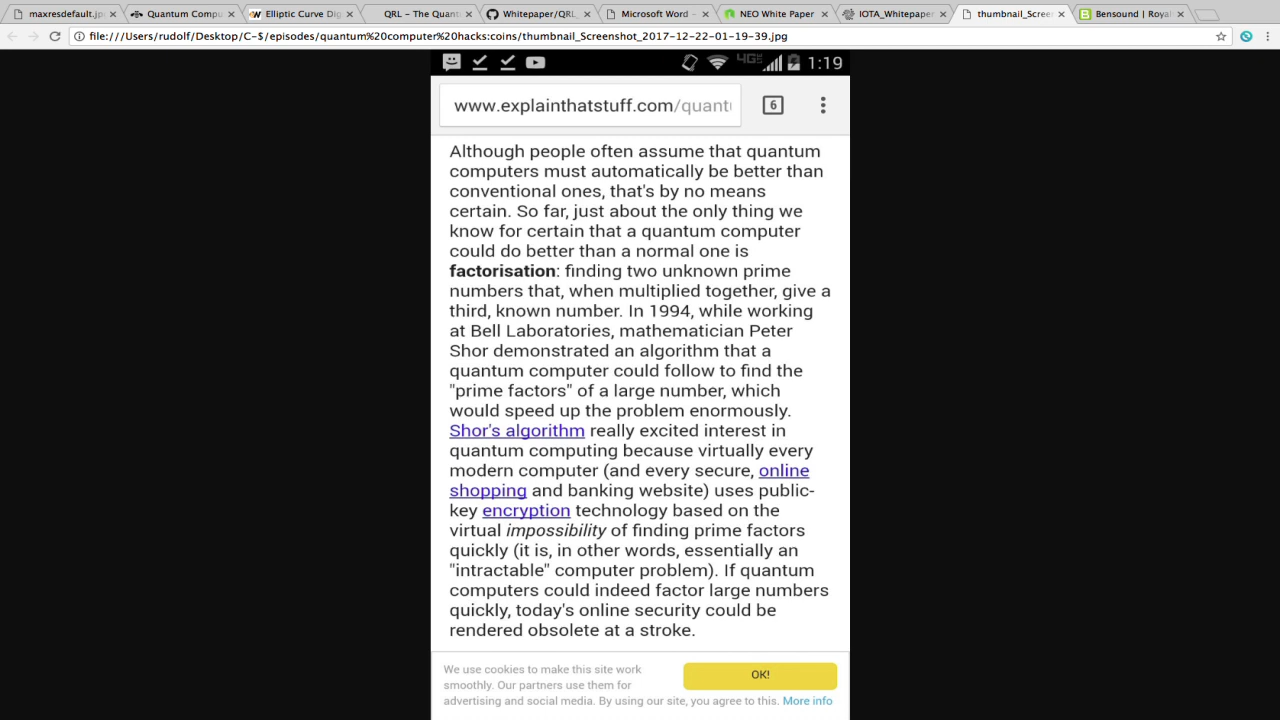 maxresdefault.jp
Quantum Compu
Elliptic Curve Dig
QRL – The Quant
Whitepaper/QRL
Microsoft Word –
NEO White Paper
IOTA_Whitepaper
thumbnail_Scree
Bensound | Roya
file:///Users/rudolf/Desktop/C-$/episodes/quantum%20computer%20hacks:coins/thumbnail_Screenshot_2017-12-22-01-19-39.jpg
4G 1:19
www.explainthatstuff.com/quant
6
Although people often assume that quantum
computers must automatically be better than
conventional ones, that's by no means
certain. So far, just about the only thing we
know for certain that a quantum computer
could do better than a normal one is
factorisation: finding two unknown prime
numbers that, when multiplied together, give a
third, known number. In 1994, while working
at Bell Laboratories, mathematician Peter
Shor demonstrated an algorithm that a
quantum computer could follow to find the
"prime factors" of a large number, which
would speed up the problem enormously.
Shor's algorithm really excited interest in
quantum computing because virtually every
modern computer (and every secure, online
shopping and banking website) uses public-
key encryption technology based on the
virtual impossibility of finding prime factors
quickly (it is, in other words, essentially an
"intractable" computer problem). If quantum
computers could indeed factor large numbers
quickly, today's online security could be
rendered obsolete at a stroke.
We use cookies to make this site work
smoothly. Our partners use them for
advertising and social media. By using our site, you agree to this. More info
OK!